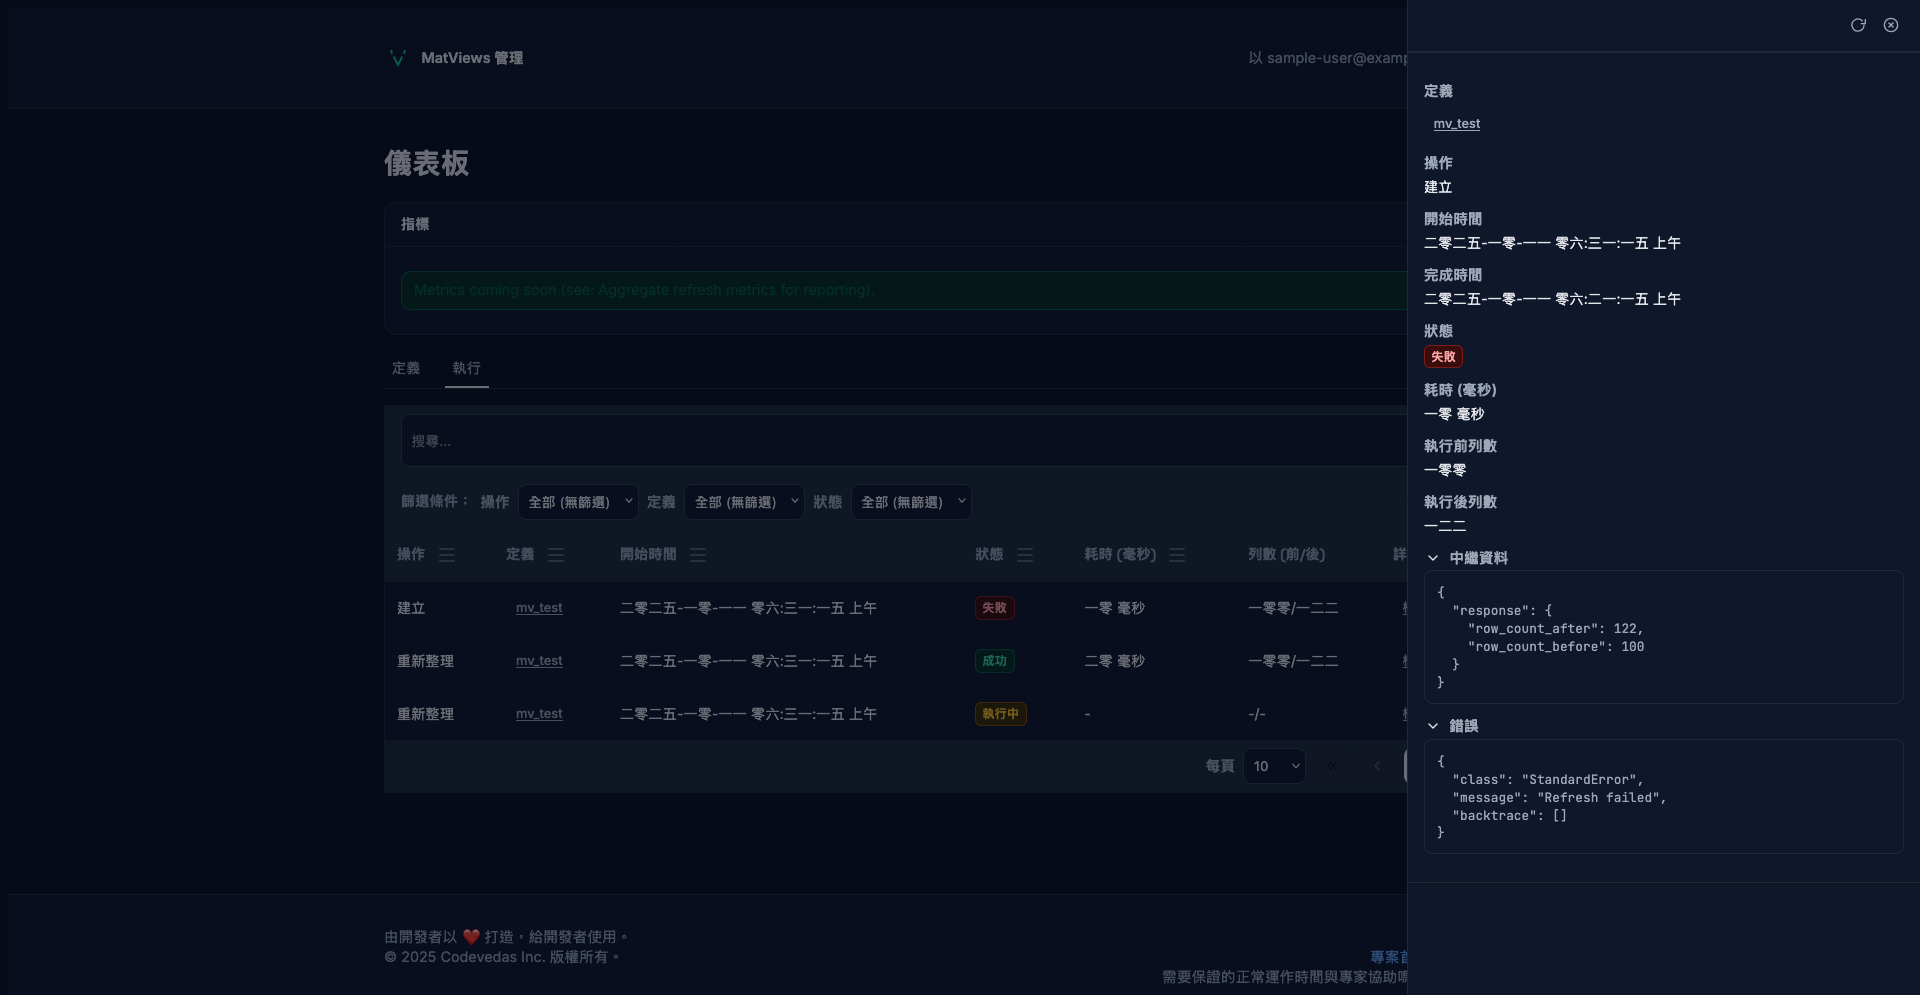 MatViews 管理
以 sample-user@examp
儀表板
指標
Metrics coming soon (see: Aggregate refresh metrics for reporting).
定義
執行
搜尋...
篩選條件： 操作 全部 (無篩選) 定義 全部 (無篩選) 狀態 全部 (無篩選)
操作 定義 開始時間 狀態 耗時 (毫秒) 列數 (前/後)
建立 mv_test 二零二五-一零-一一 零六:三一:一五 上午 失敗 一零 毫秒 一零零/一二二
重新整理 mv_test 二零二五-一零-一一 零六:三一:一五 上午 成功 二零 毫秒 一零零/一二二
重新整理 mv_test 二零二五-一零-一一 零六:三一:一五 上午 執行中 - -/-
每頁 10 « ‹
由開發者以 ❤️ 打造，給開發者使用。
© 2025 Codevedas Inc. 版權所有。
專案首
需要保證的正常運作時間與專家協助嗎
定義
mv_test
操作
建立
開始時間
二零二五-一零-一一 零六:三一:一五 上午
完成時間
二零二五-一零-一一 零六:二一:一五 上午
狀態
失敗
耗時 (毫秒)
一零 毫秒
執行前列數
一零零
執行後列數
一二二
中繼資料
{
"response": {
"row_count_after": 122,
"row_count_before": 100
}
}
錯誤
{
"class": "StandardError",
"message": "Refresh failed",
"backtrace": []
}